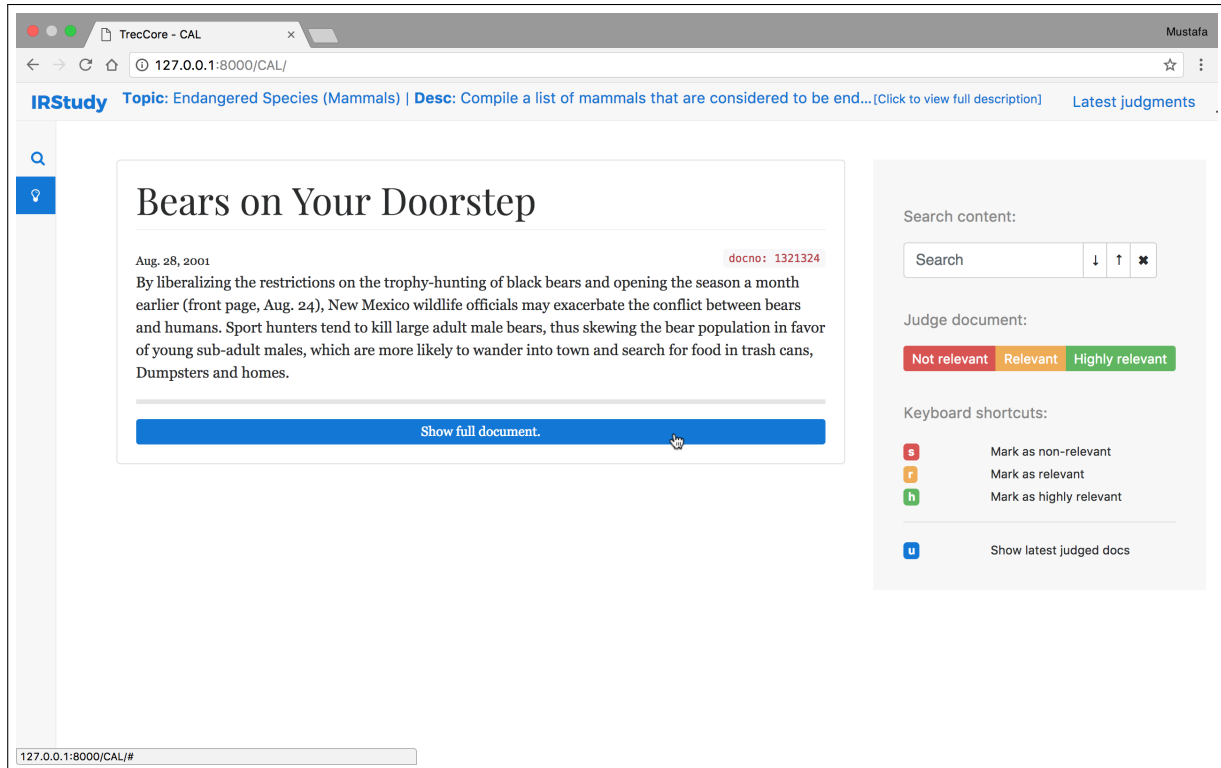 TrecCore - CAL
Mustafa
127.0.0.1:8000/CAL/
IRStudy Topic: Endangered Species (Mammals) | Desc: Compile a list of mammals that are considered to be end...[Click to view full description] Latest judgments
Bears on Your Doorstep
Aug. 28, 2001
docno: 1321324
By liberalizing the restrictions on the trophy-hunting of black bears and opening the season a month
earlier (front page, Aug. 24), New Mexico wildlife officials may exacerbate the conflict between bears
and humans. Sport hunters tend to kill large adult male bears, thus skewing the bear population in favor
of young sub-adult males, which are more likely to wander into town and search for food in trash cans,
Dumpsters and homes.
Show full document.
Search content:
Search ↓ ↑ ✖
Judge document:
Not relevant Relevant Highly relevant
Keyboard shortcuts:
s Mark as non-relevant
r Mark as relevant
h Mark as highly relevant
u Show latest judged docs
127.0.0.1:8000/CAL/#